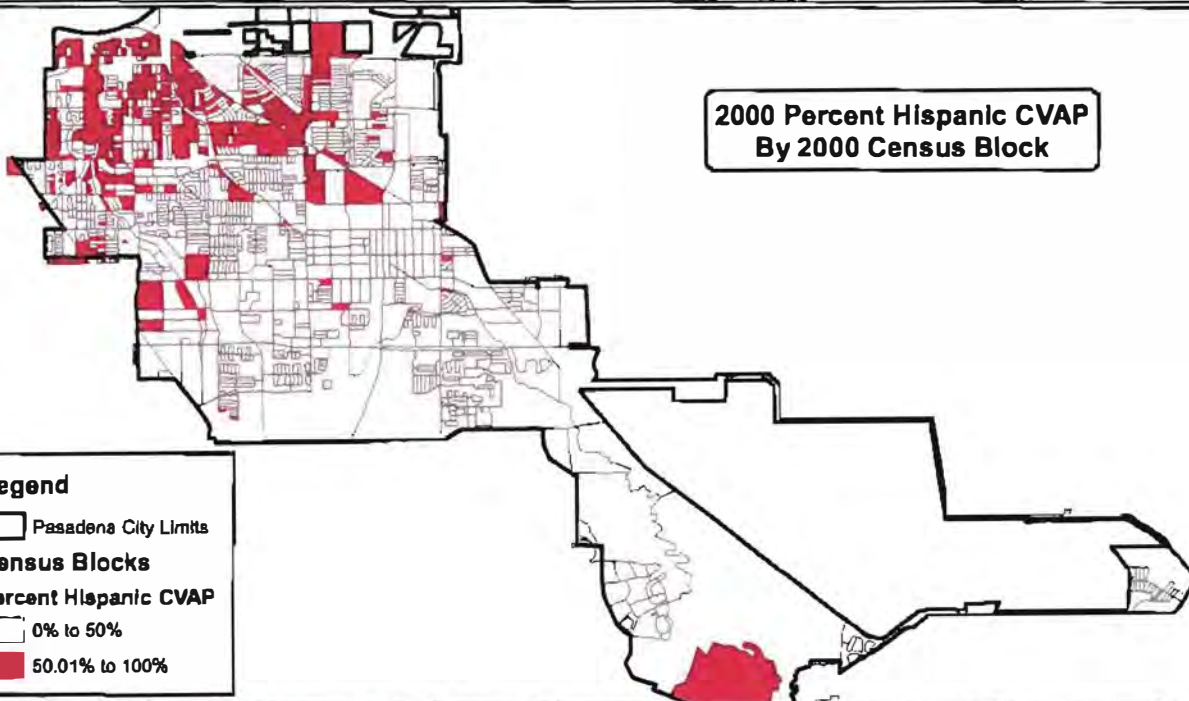 2000 Percent Hispanic CVAP
By 2000 Census Block
egend
Pasadena City Limits
ensus Blocks
ercent Hispanic CVAP
0% to 50%
50.01% to 100%